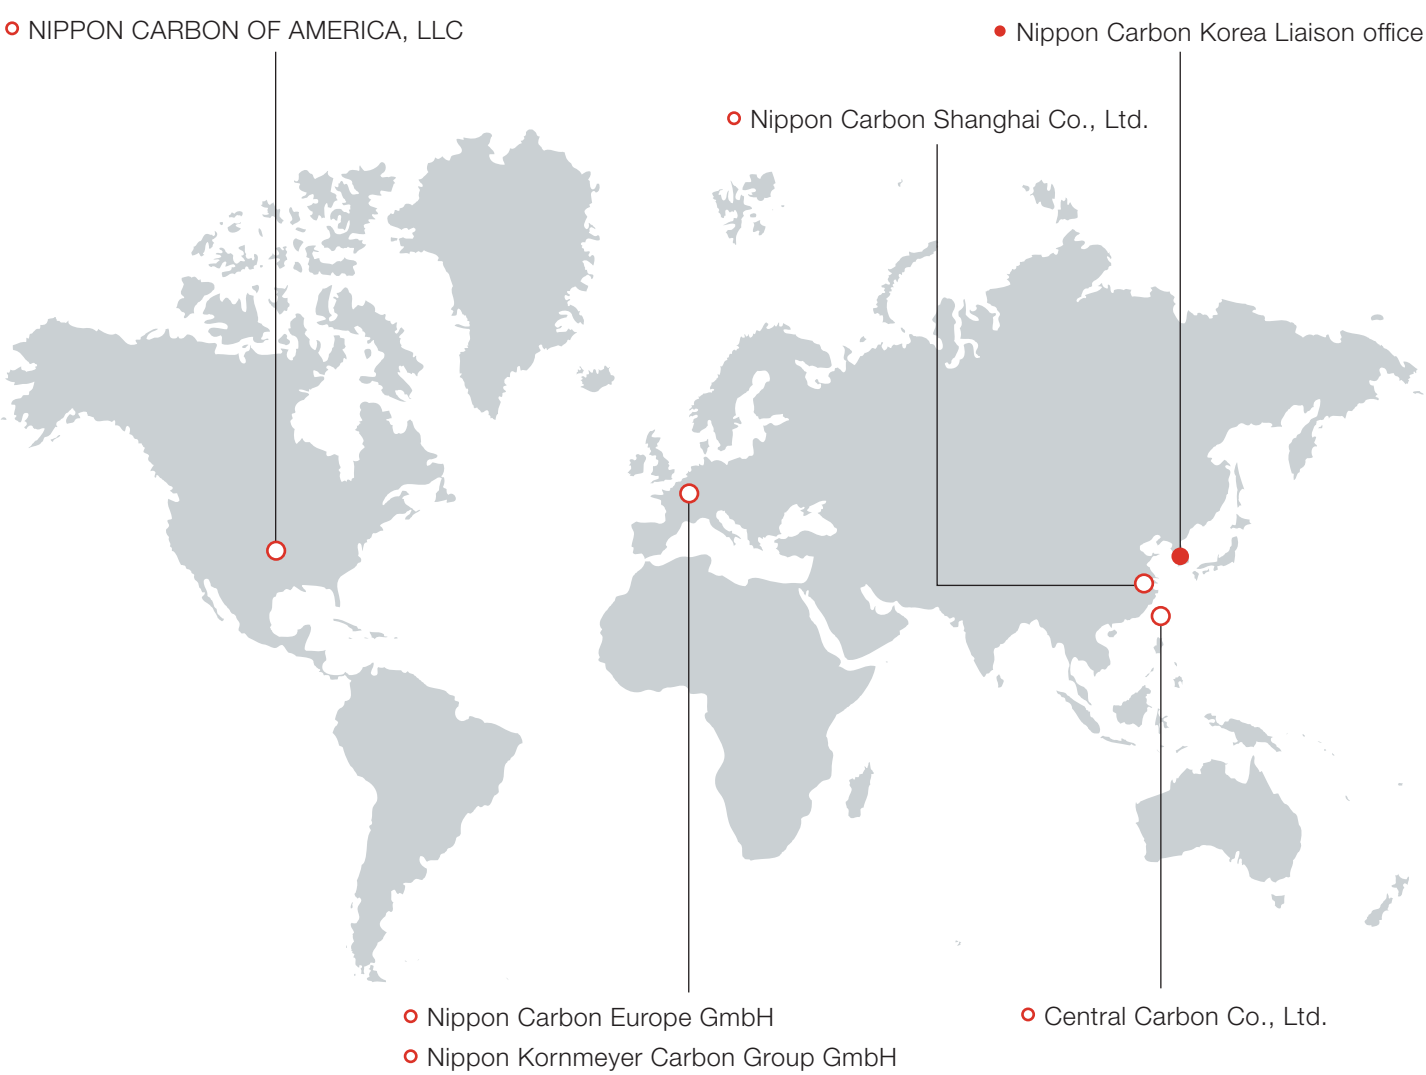 NIPPON CARBON OF AMERICA, LLC
Nippon Carbon Korea Liaison office
Nippon Carbon Shanghai Co., Ltd.
Nippon Carbon Europe GmbH
Nippon Kornmeyer Carbon Group GmbH
Central Carbon Co., Ltd.